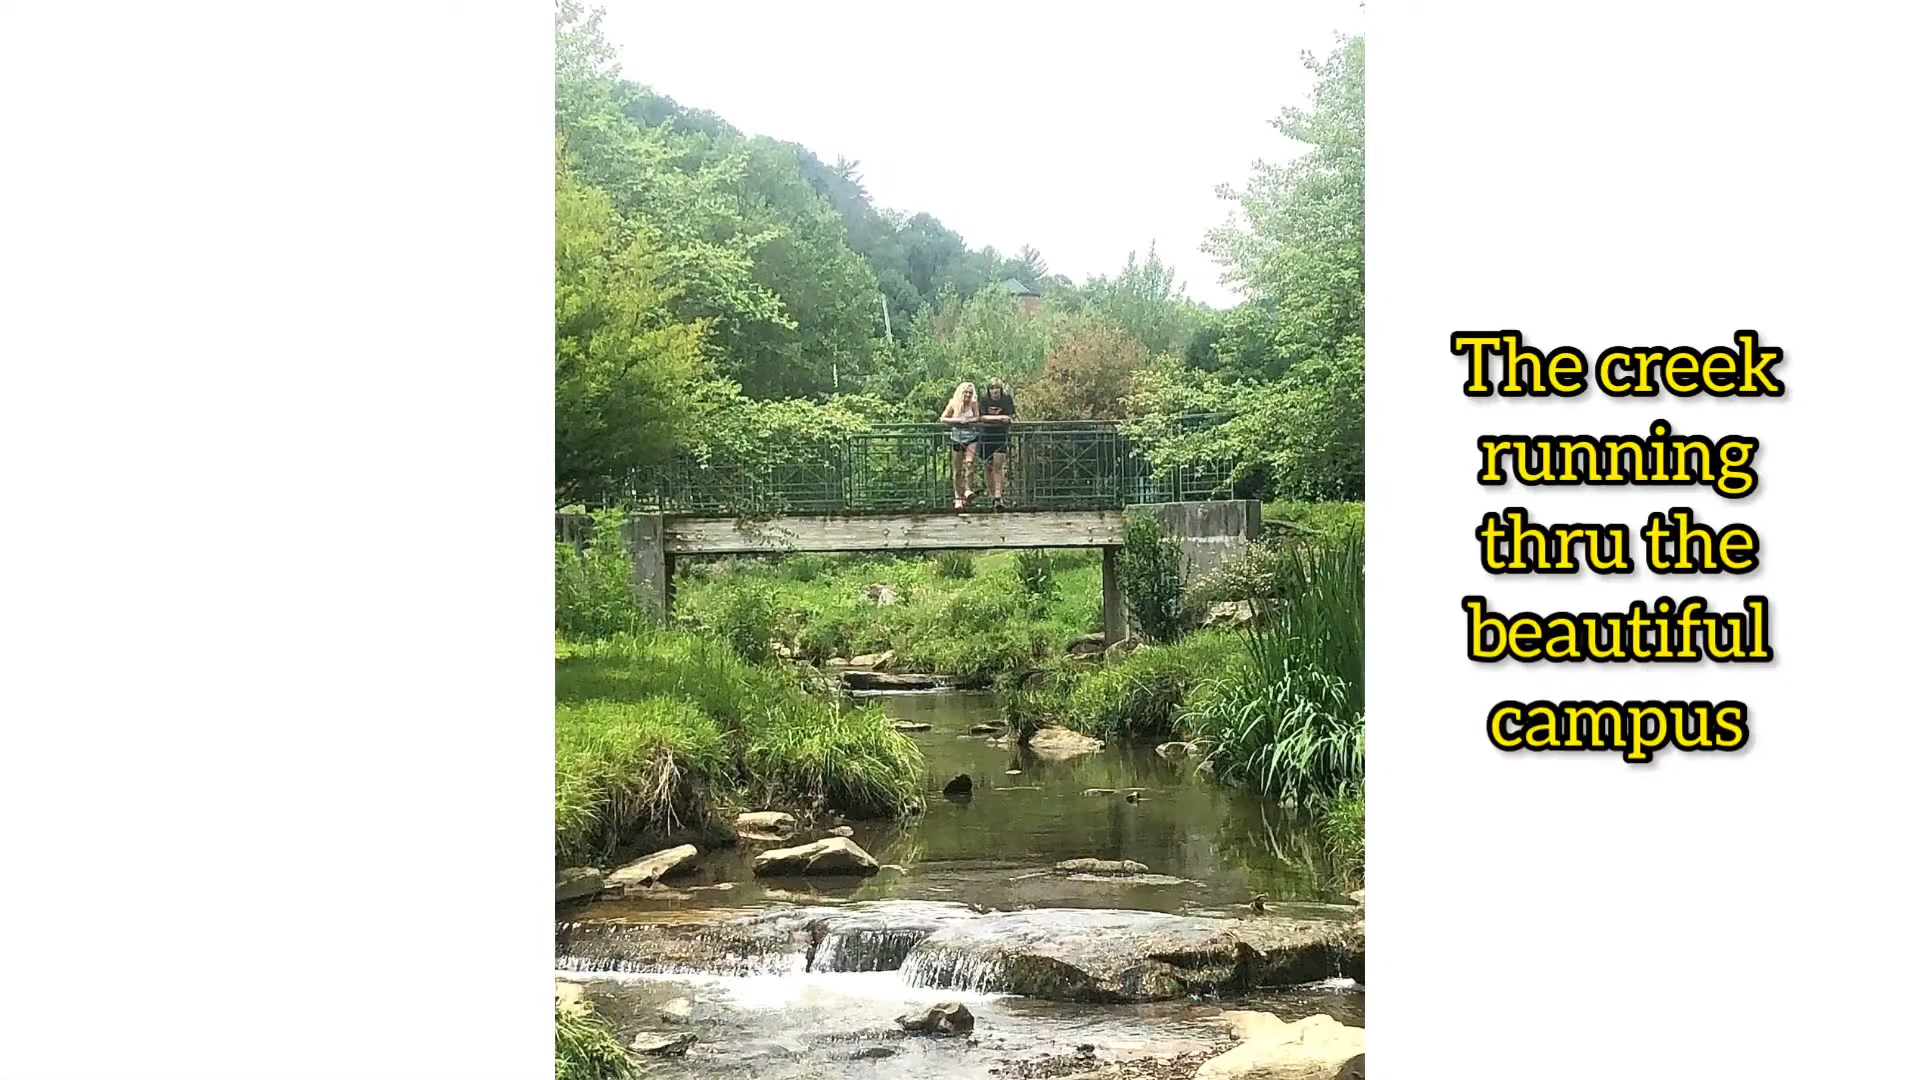 The creek
running
thru the
beautiful
campus